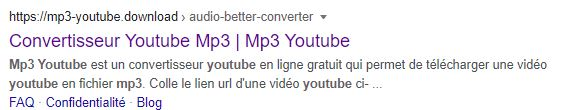 https://mp3-youtube.download › audio-better-converter
Convertisseur Youtube Mp3 | Mp3 Youtube
Mp3 Youtube est un convertisseur youtube en ligne gratuit qui permet de télécharger une vidéo
youtube en fichier mp3. Colle le lien url d'une vidéo youtube ci- ...
FAQ · Confidentialité · Blog